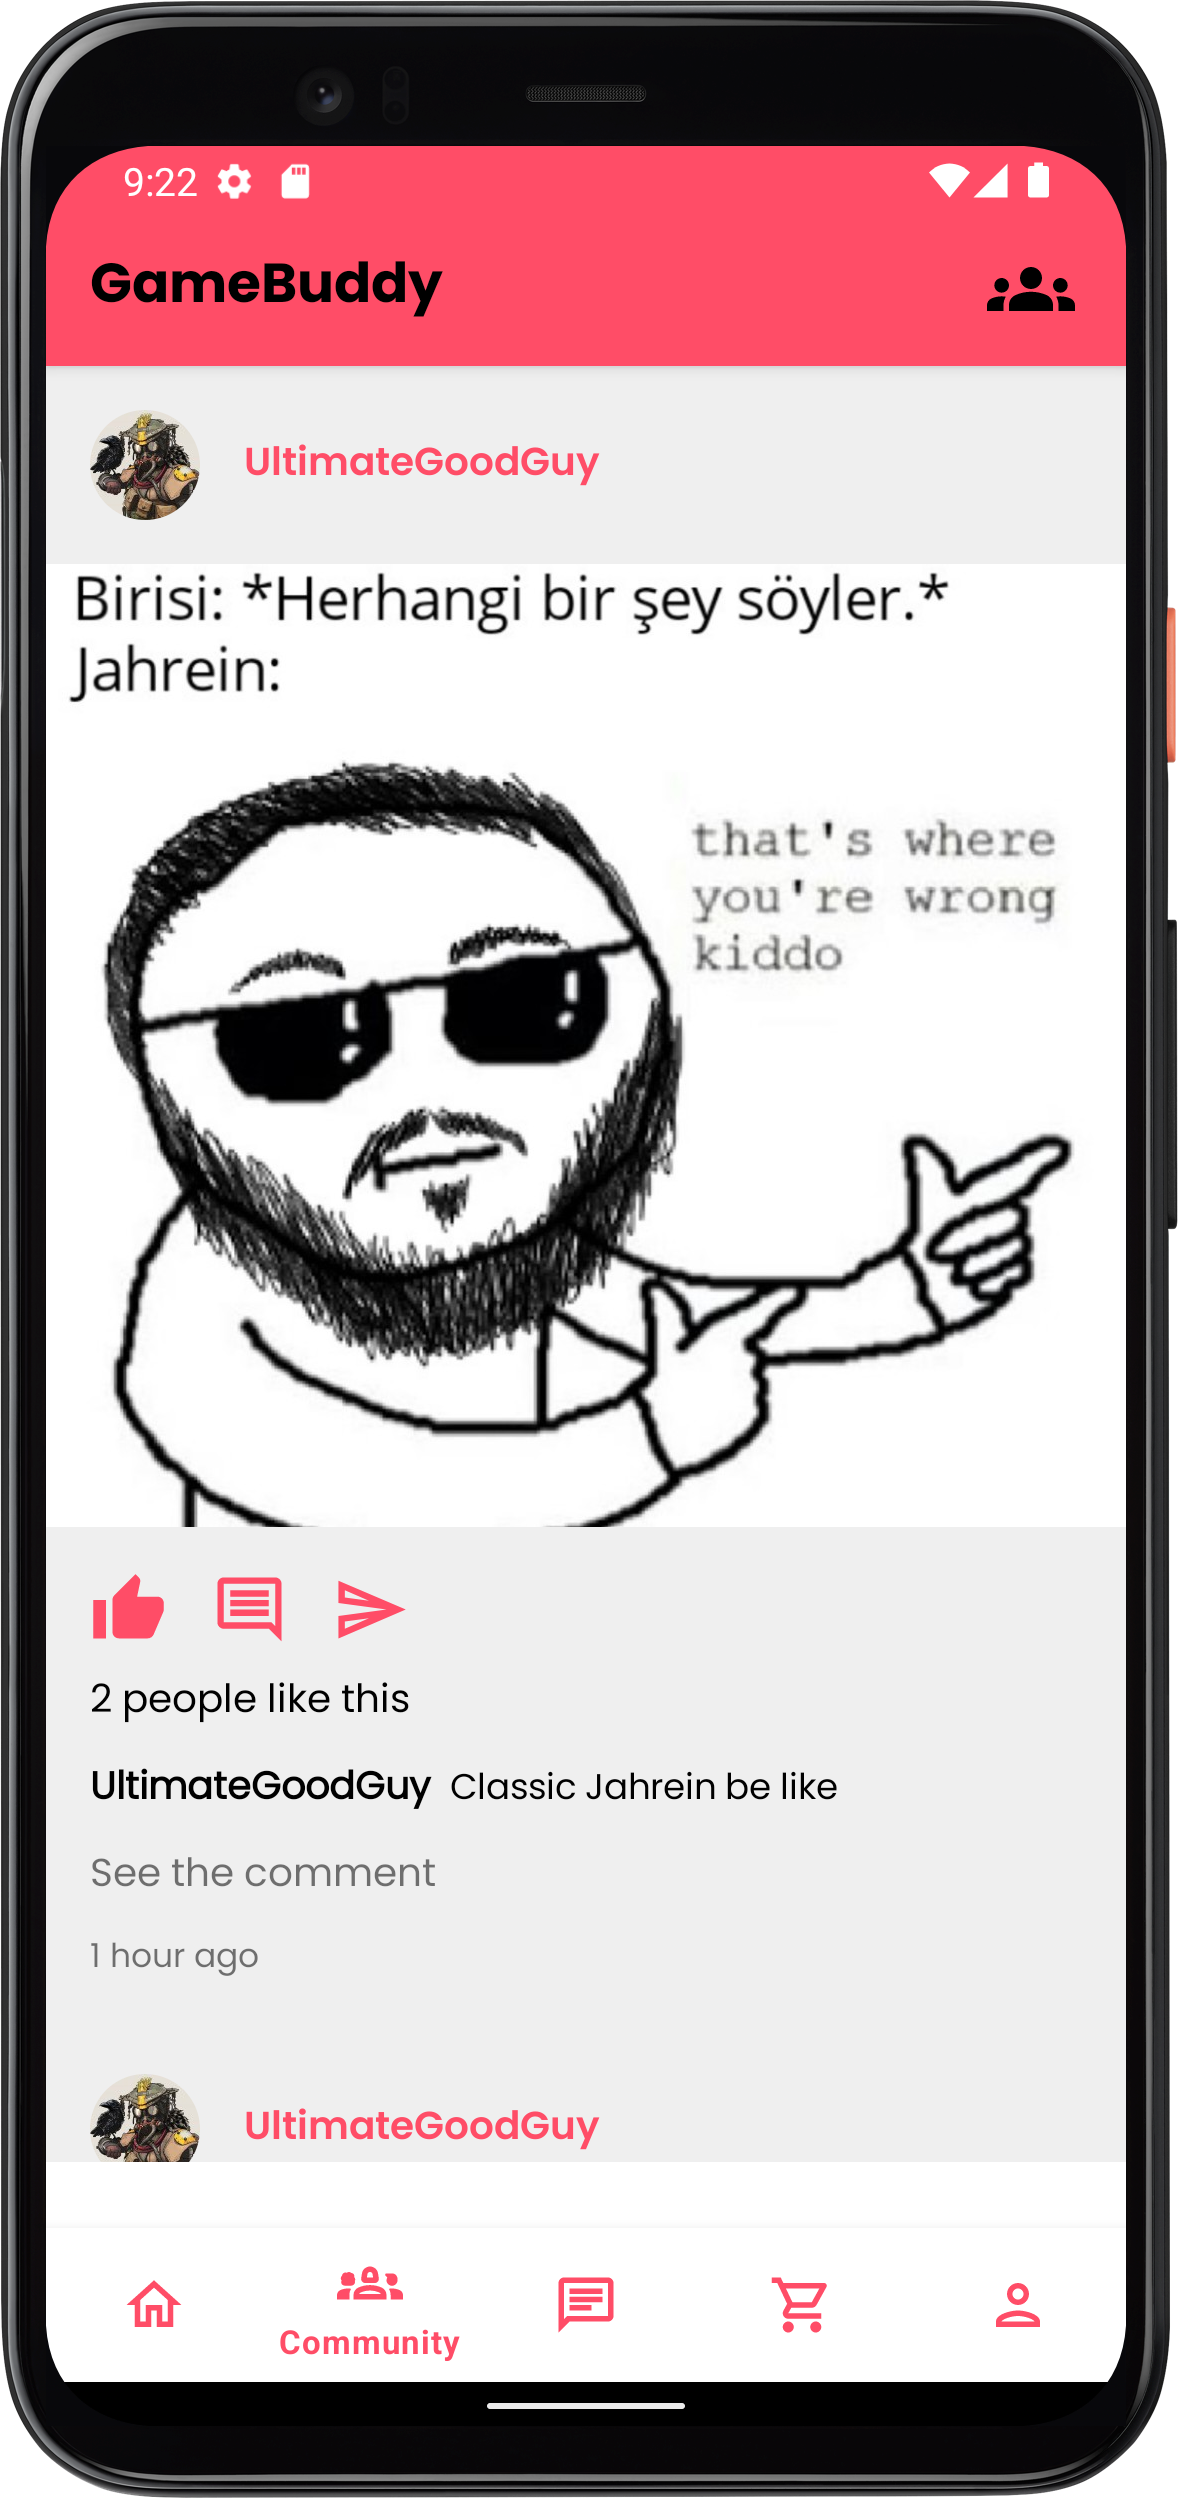 9:22
GameBuddy
UltimateGoodGuy
Birisi: *Herhangi bir şey söyler.*
Jahrein:
that's where
you're wrong
kiddo
2 people like this
UltimateGoodGuy Classic Jahrein be like
See the comment
1 hour ago
UltimateGoodGuy
Community